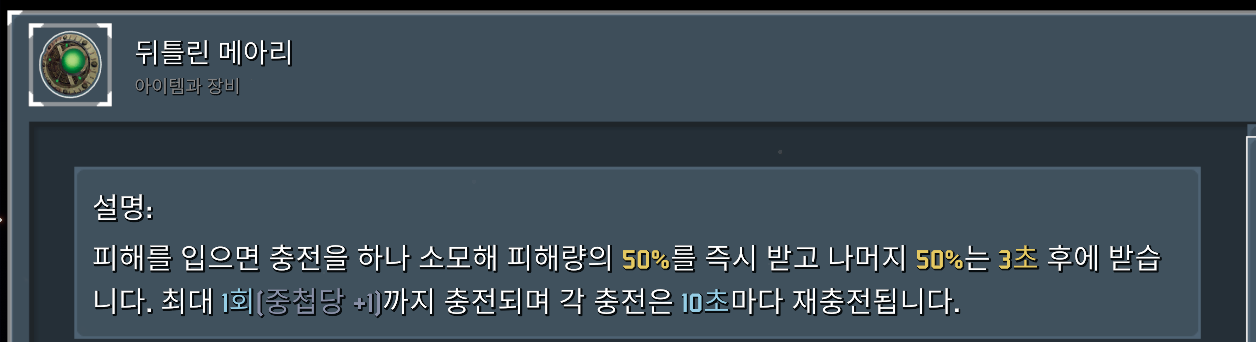 뒤틀린 메아리
아이템과 장비
설명:
피해를 입으면 충전을 하나 소모해 피해량의 50%를 즉시 받고 나머지 50%는 3초 후에 받습
니다. 최대 1회(중첩당 +1)까지 충전되며 각 충전은 10초마다 재충전됩니다.